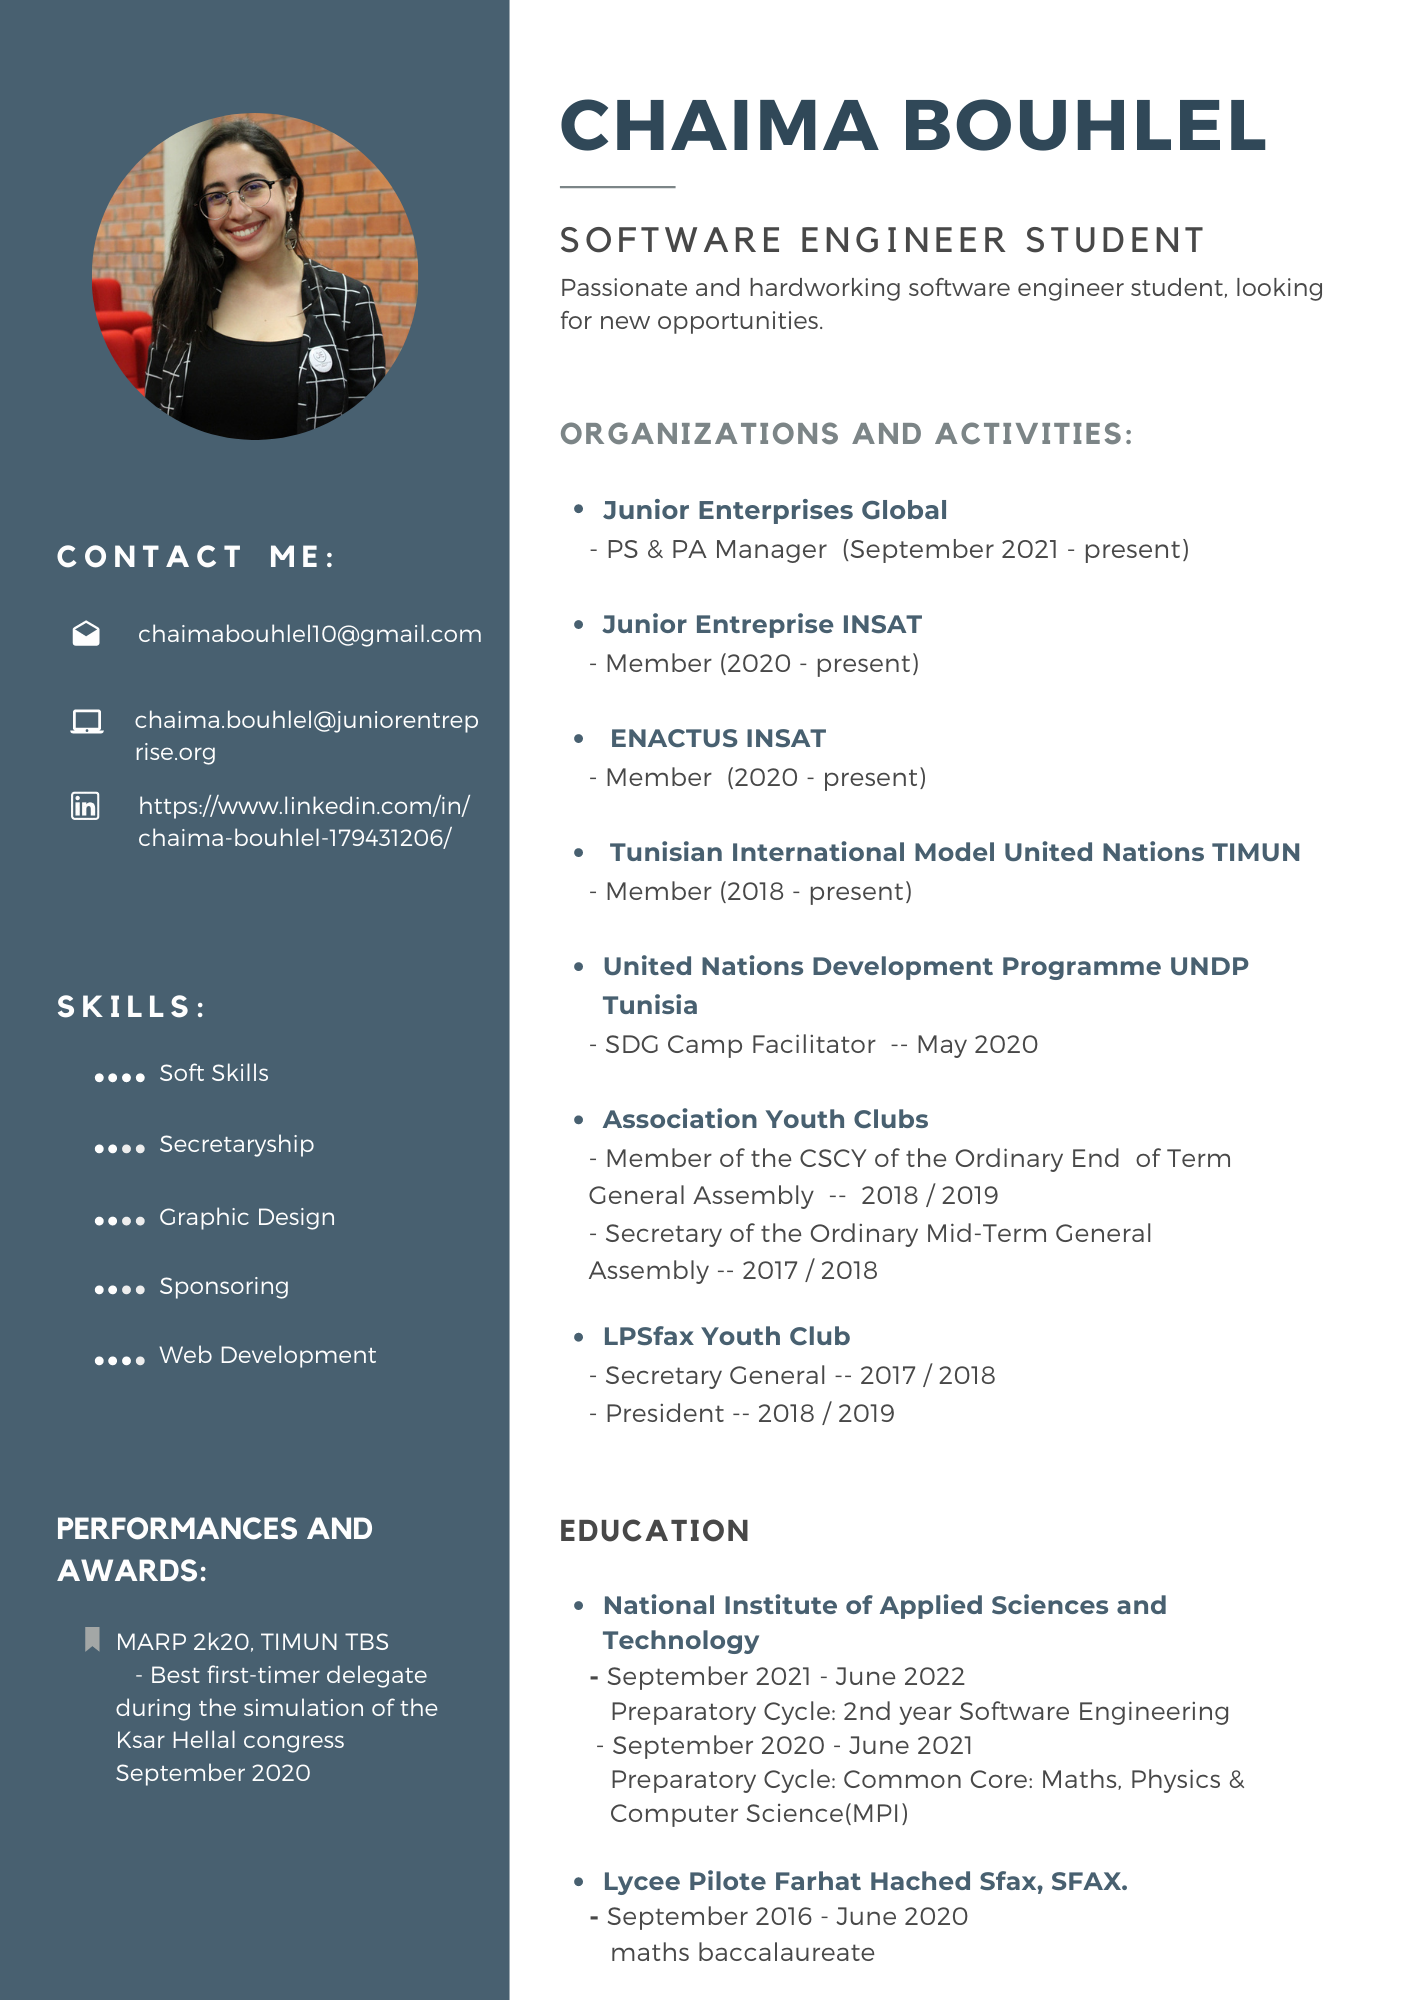 CHAIMA BOUHLEL
SOFTWARE ENGINEER STUDENT
Passionate and hardworking software engineer student, looking
for new opportunities.
CONTACT ME:
chaimabouhlel10@gmail.com
chaima.bouhlel@juniorentrep
rise.org
https://www.linkedin.com/in/
chaima-bouhlel-179431206/
SKILLS:
Soft Skills
Secretaryship
Graphic Design
Sponsoring
Web Development
PERFORMANCES AND
AWARDS:
MARP 2k20, TIMUN TBS
- Best first-timer delegate
during the simulation of the
Ksar Hellal congress
September 2020
ORGANIZATIONS AND ACTIVITIES:
• Junior Enterprises Global
- PS & PA Manager (September 2021 - present)
• Junior Entreprise INSAT
- Member (2020 - present)
• ENACTUS INSAT
- Member (2020 - present)
• Tunisian International Model United Nations TIMUN
- Member (2018 - present)
• United Nations Development Programme UNDP
Tunisia
- SDG Camp Facilitator -- May 2020
• Association Youth Clubs
- Member of the CSCY of the Ordinary End of Term
General Assembly -- 2018 / 2019
- Secretary of the Ordinary Mid-Term General
Assembly -- 2017 / 2018
• LPSfax Youth Club
- Secretary General -- 2017 / 2018
- President -- 2018 / 2019
EDUCATION
• National Institute of Applied Sciences and
Technology
- September 2021 - June 2022
Preparatory Cycle: 2nd year Software Engineering
- September 2020 - June 2021
Preparatory Cycle: Common Core: Maths, Physics &
Computer Science(MPI)
• Lycee Pilote Farhat Hached Sfax, SFAX.
- September 2016 - June 2020
maths baccalaureate